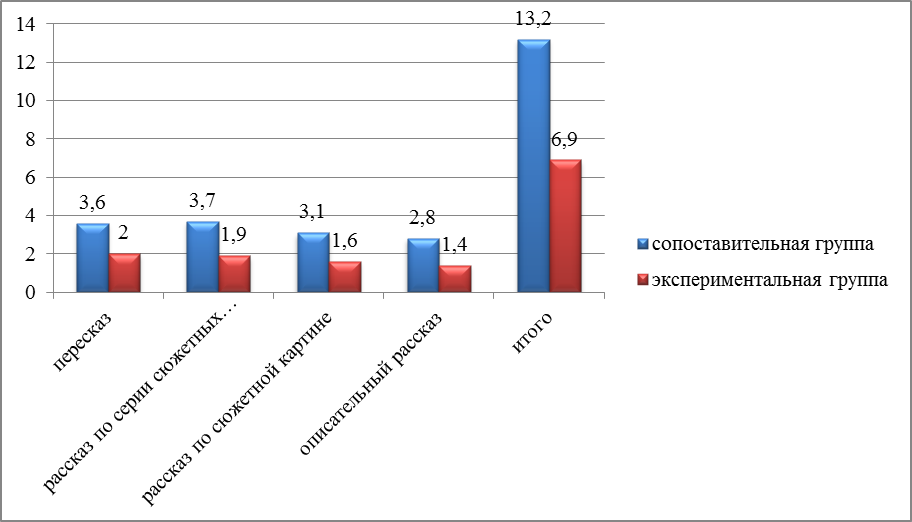 14
12
10
8
6
4
2
0
3,6
2
3,7
1,9
3,1
1,6
2,8
1,4
13,2
6,9
пересказ
рассказ по серии сюжетных…
рассказ по сюжетной картине
описательный рассказ
итого
сопоставительная группа
экспериментальная группа